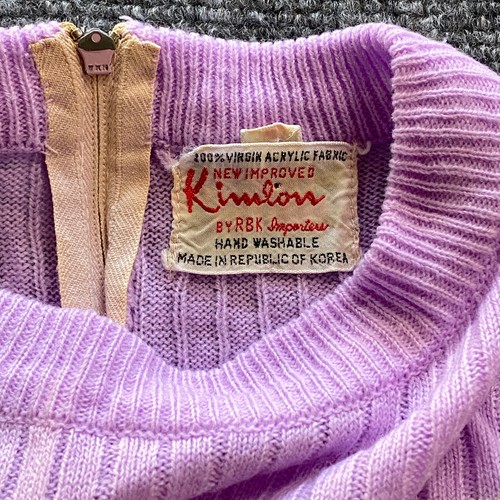 100% VIRGIN ACRYLIC FABRIC
NEW IMPROVED
Kimlon
BY RBK Importers
HAND WASHABLE
MADE IN REPUBLIC OF KOREA